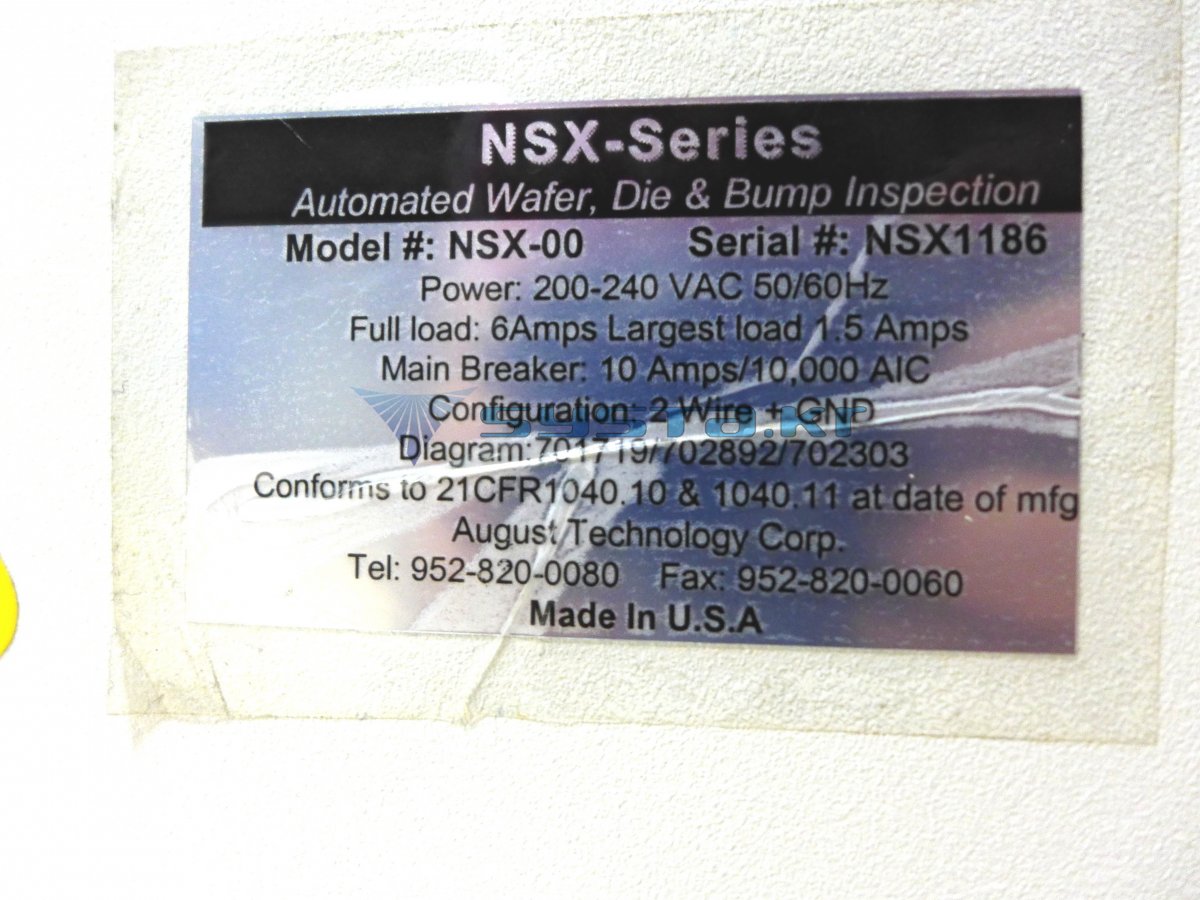 NSX-Series
Automated Wafer, Die & Bump Inspection
Model #: NSX-00 Serial #: NSX1186
Power: 200-240 VAC 50/60Hz
Full load: 6Amps Largest load 1.5 Amps
Main Breaker: 10 Amps/10,000 AIC
Configuration: 2 Wire + GND
Diagram:701719/702892/702303
Conforms to 21CFR1040.10 & 1040.11 at date of mfg
August Technology Corp.
Tel: 952-820-0080 Fax: 952-820-0060
Made In U.S.A